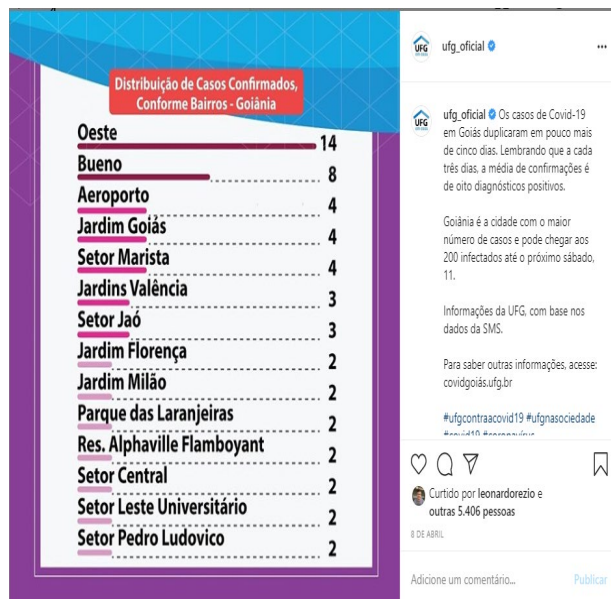 Distribuição de Casos Confirmados,
Conforme Bairros - Goiânia
Oeste
14
Bueno
8
Aeroporto
4
Jardim Goiás
4
Setor Marista
4
Jardins Valência
3
Setor Jaó
3
Jardim Florença
2
Jardim Milão
2
Parque das Laranjeiras
2
Res. Alphaville Flamboyant
2
Setor Central
2
Setor Leste Universitário
2
Setor Pedro Ludovico
2
UFG
ufg_oficial
...
UFG
ufg_oficial Os casos de Covid-19
em Goiás duplicaram em pouco mais
de cinco dias. Lembrando que a cada
três dias, a média de confirmações é
de oito diagnósticos positivos.
Goiânia é a cidade com o maior
número de casos e pode chegar aos
200 infectados até o próximo sábado,
11.
Informações da UFG, com base nos
dados da SMS.
Para saber outras informações, acesse:
covidgoiás.ufg.br
#ufgcontraacovid19 #ufgnasociedade
#covid19 #coronavírus
Curtido por leonardorezio e
outras 5.406 pessoas
8 DE ABRIL
Adicione um comentário...
Publicar